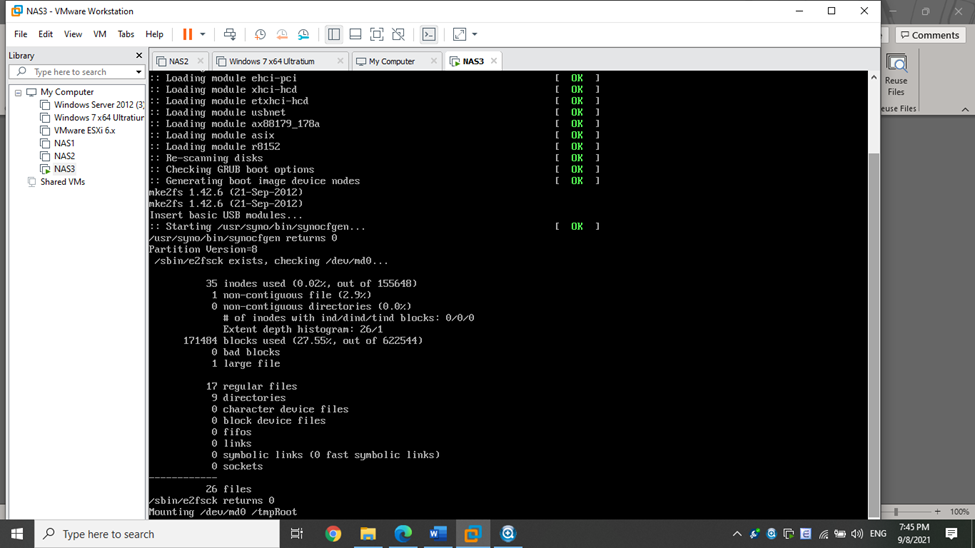 NAS3 - VMware Workstation
File Edit View VM Tabs Help
Comments
Library
Type here to search
NAS2
Windows 7 x64 Ultratium
My Computer
NAS3
Reuse
Files
euse Files
My Computer
Windows Server 2012 (3)
Windows 7 x64 Ultratium
VMware ESXi 6.x
NAS1
NAS2
NAS3
Shared VMs
:: Loading module ehci-pci [ OK ]
:: Loading module xhci-hcd [ OK ]
:: Loading module etxhci-hcd [ OK ]
:: Loading module usbnet [ OK ]
:: Loading module ax88179_178a [ OK ]
:: Loading module asix [ OK ]
:: Loading module r8152 [ OK ]
:: Re-scanning disks [ OK ]
:: Checking GRUB boot options [ OK ]
:: Generating boot image device nodes [ OK ]
mke2fs 1.42.6 (21-Sep-2012)
mke2fs 1.42.6 (21-Sep-2012)
Insert basic USB modules...
:: Starting /usr/syno/bin/synocfgen... [ OK ]
/usr/syno/bin/synocfgen returns 0
Partition Version=8
/sbin/e2fsck exists, checking /dev/md0...
35 inodes used (0.02%, out of 155648)
1 non-contiguous file (2.9%)
0 non-contiguous directories (0.0%)
# of inodes with ind/dind/tind blocks: 0/0/0
Extent depth histogram: 26/1
171484 blocks used (27.55%, out of 622544)
0 bad blocks
1 large file
17 regular files
9 directories
0 character device files
0 block device files
0 fifos
0 links
0 symbolic links (0 fast symbolic links)
0 sockets
------------
26 files
/sbin/e2fsck returns 0
Mounting /dev/md0 /tmpRoot
100%
Type here to search
ENG
7:45 PM
9/8/2021